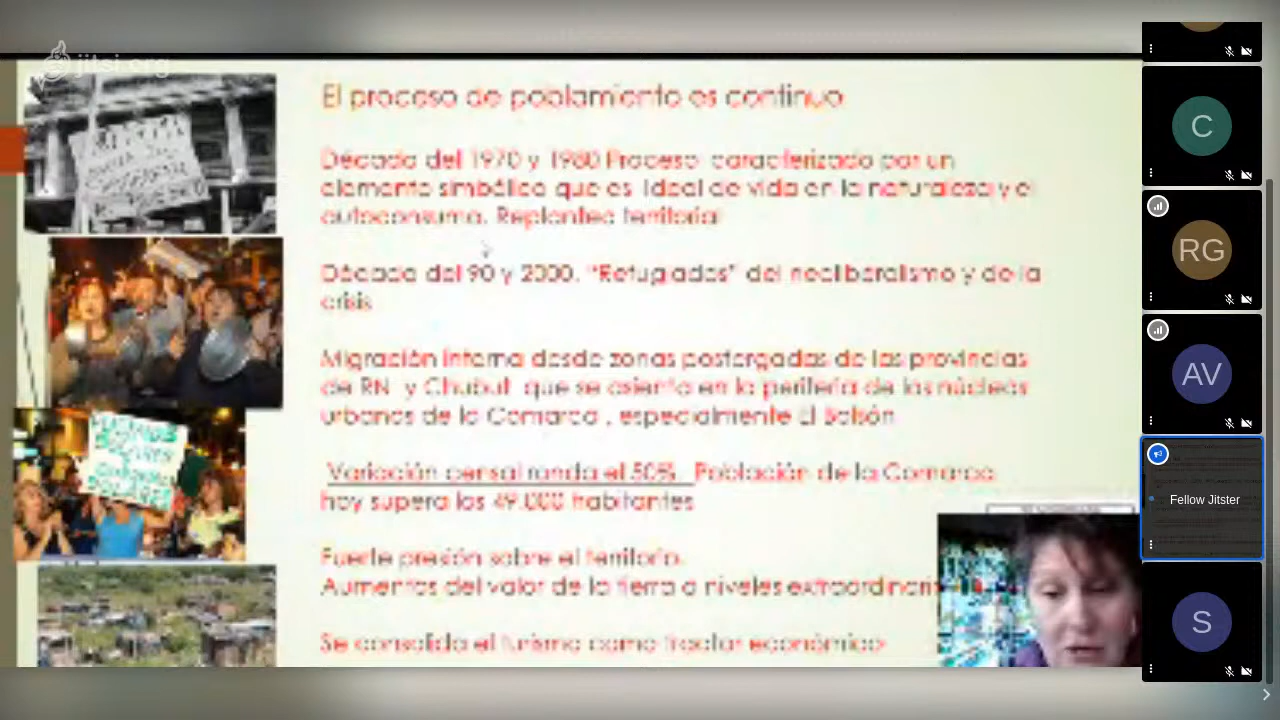 jitsi.org
El proceso de poblamiento es continuo
Década del 1970 y 1980 Proceso caracterizado por un
elemento simbólico que es ideal de vida en la naturaleza y el
autoconsumo. Replanteo territorial
Década del 90 y 2000. "Refugiados" del neoliberalismo y de la
crisis
Migración interna desde zonas postergadas de las provincias
de RN y Chubut que se asienta en la periferia de los núcleos
urbanos de la Comarca , especialmente El Bolsón
Variación censal ronda el 50% Población de la Comarca
hoy supera los 49.000 habitantes
Fuerte presión sobre el territorio.
Aumentos del valor de la tierra a niveles extraordinari
Se consolida el turismo como tractor económico
C
RG
AV
Fellow Jitster
S